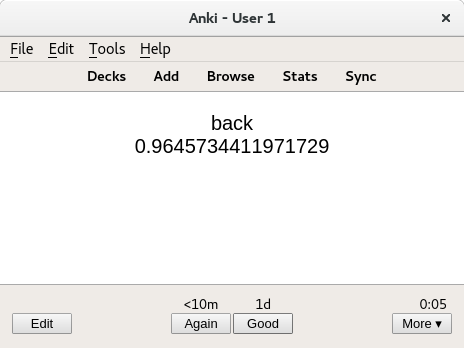 Anki - User 1 ×
File Edit Tools Help
Decks Add Browse Stats Sync
back
0.9645734411971729
<10m 1d 0:05
Edit Again Good More ▾